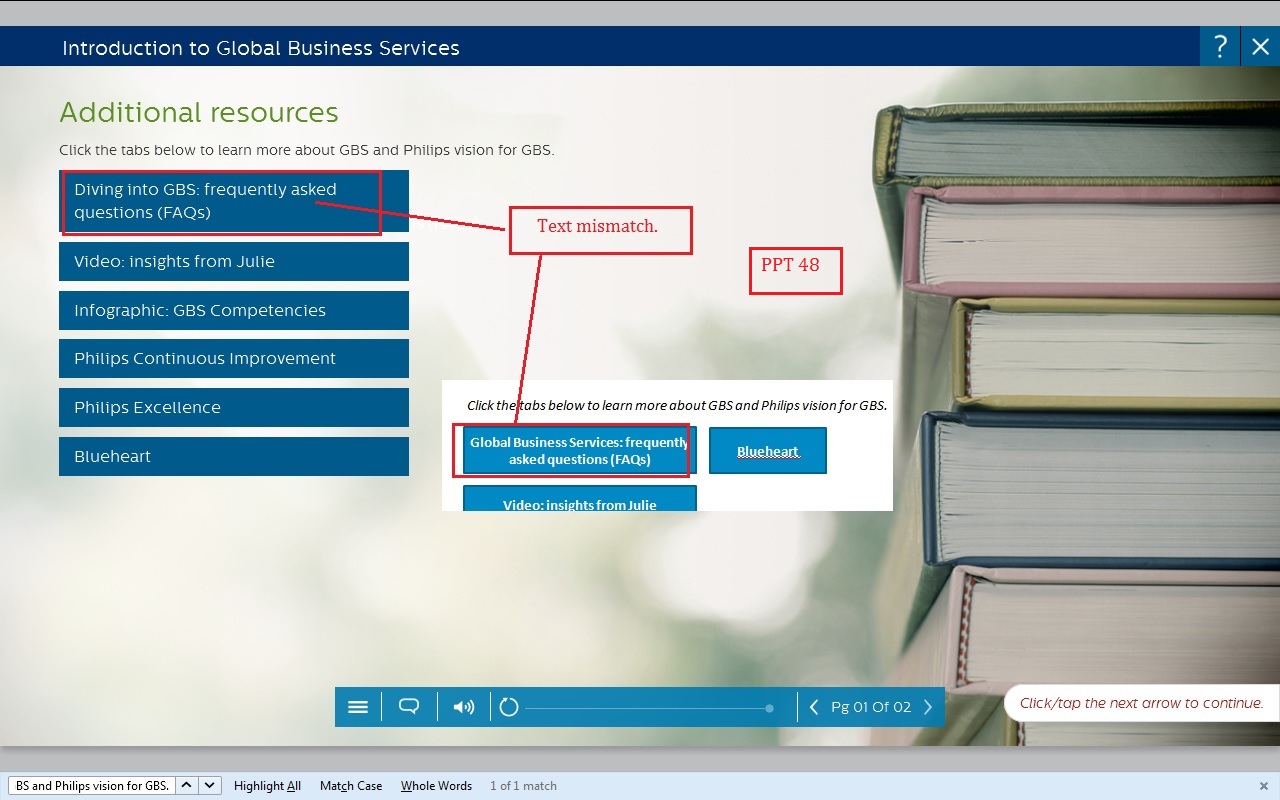 Introduction to Global Business Services
?
Additional resources
Click the tabs below to learn more about GBS and Philips vision for GBS.
Diving into GBS: frequently asked
questions (FAQs)
Video: insights from Julie
Infographic: GBS Competencies
Philips Continuous Improvement
Philips Excellence
Blueheart
Text mismatch.
PPT 48
Click the tabs below to learn more about GBS and Philips vision for GBS.
Global Business Services: frequently
asked questions (FAQs)
Blueheart
Video: insights from Julie
Pg 01 Of 02
Click/tap the next arrow to continue.
BS and Philips vision for GBS.
Highlight All
Match Case
Whole Words
1 of 1 match